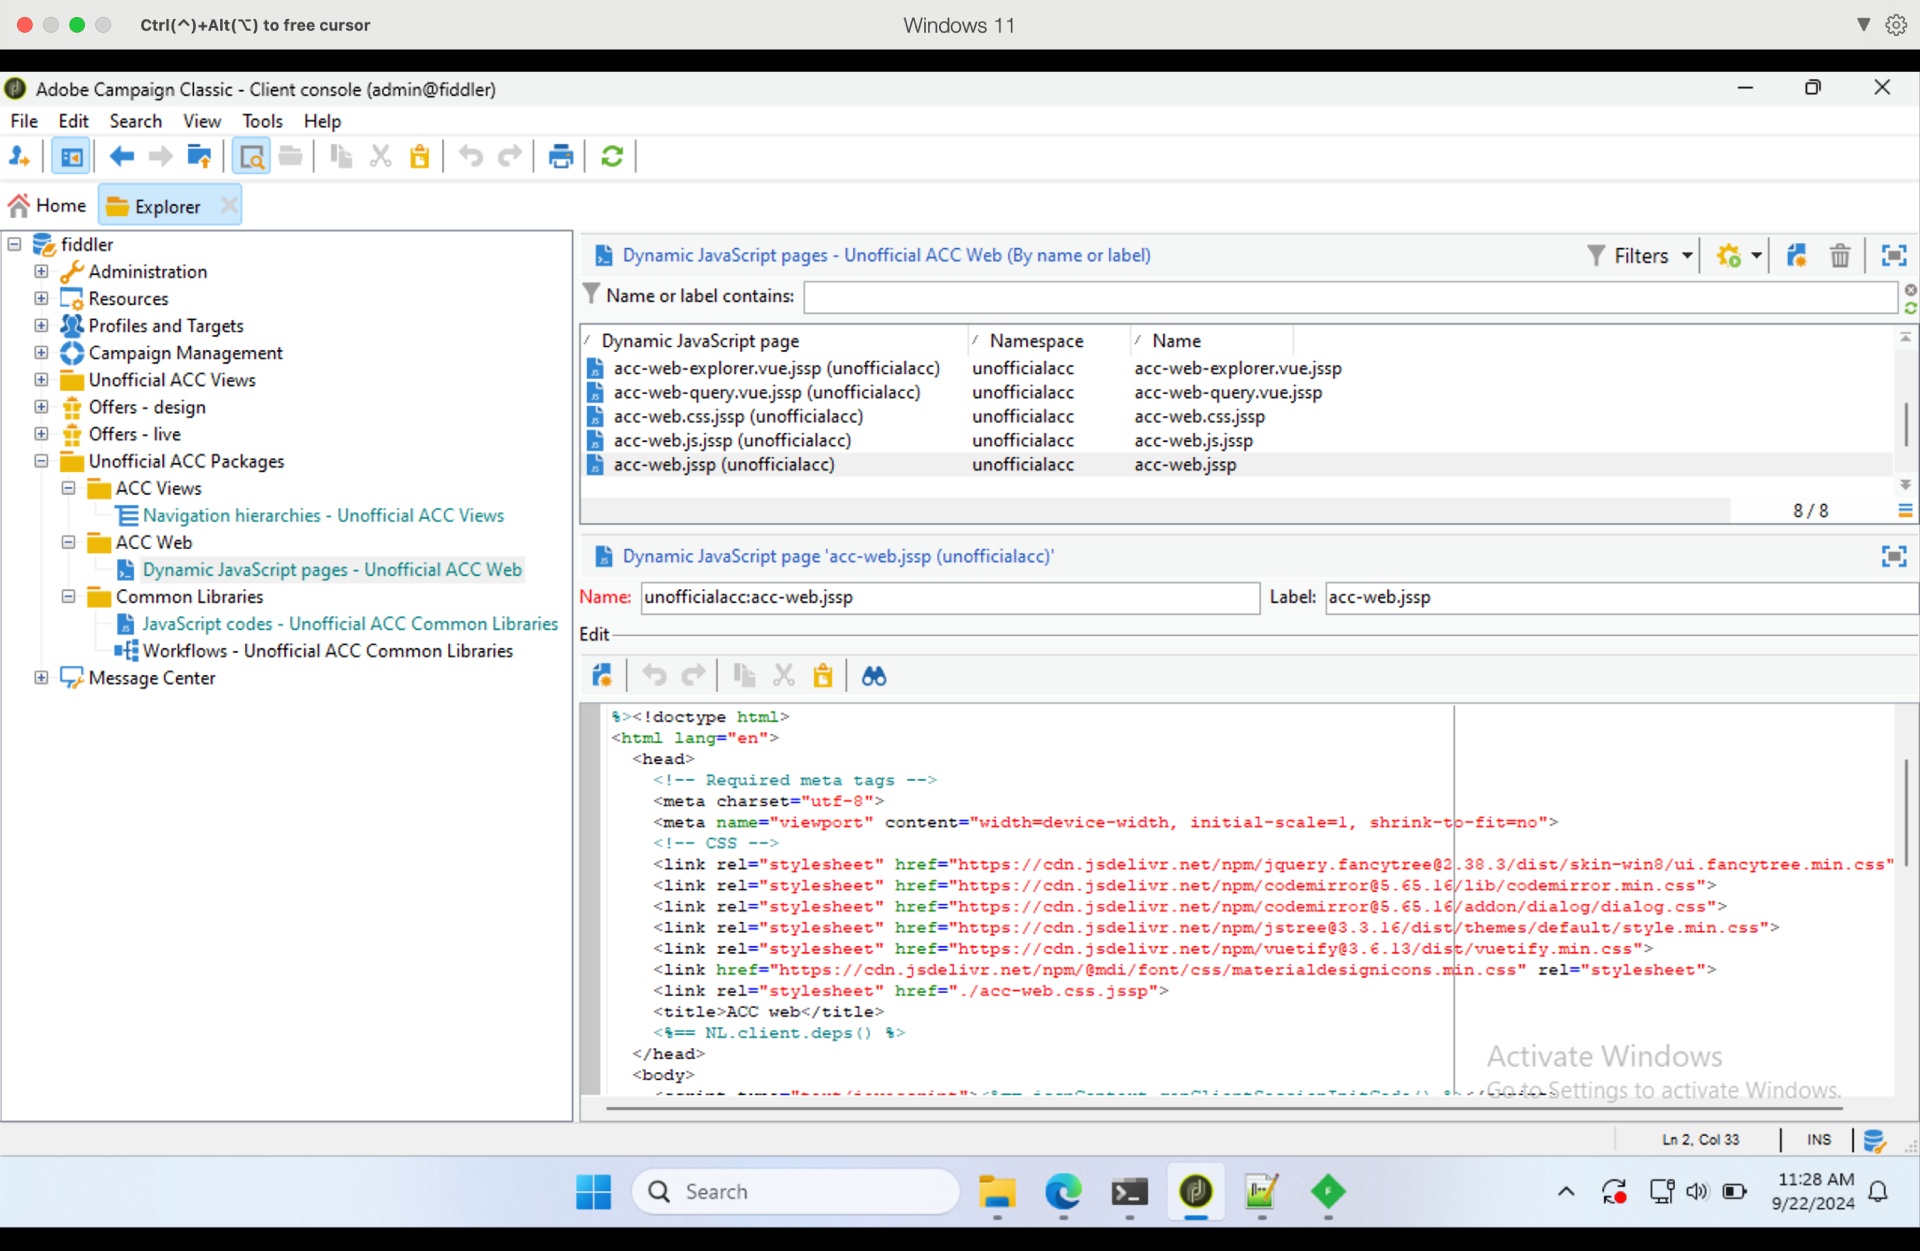 Ctrl(^)+Alt(⌥) to free cursor
Windows 11
Adobe Campaign Classic - Client console (admin@fiddler)
File Edit Search View Tools Help
Home
Explorer
fiddler
Administration
Resources
Profiles and Targets
Campaign Management
Unofficial ACC Views
Offers - design
Offers - live
Unofficial ACC Packages
ACC Views
Navigation hierarchies - Unofficial ACC Views
ACC Web
Dynamic JavaScript pages - Unofficial ACC Web
Common Libraries
JavaScript codes - Unofficial ACC Common Libraries
Workflows - Unofficial ACC Common Libraries
Message Center
Dynamic JavaScript pages - Unofficial ACC Web (By name or label)
Filters
Name or label contains:
Dynamic JavaScript page Namespace Name
acc-web-explorer.vue.jssp (unofficialacc) unofficialacc acc-web-explorer.vue.jssp
acc-web-query.vue.jssp (unofficialacc) unofficialacc acc-web-query.vue.jssp
acc-web.css.jssp (unofficialacc) unofficialacc acc-web.css.jssp
acc-web.js.jssp (unofficialacc) unofficialacc acc-web.js.jssp
acc-web.jssp (unofficialacc) unofficialacc acc-web.jssp
8 / 8
Dynamic JavaScript page 'acc-web.jssp (unofficialacc)'
Name: unofficialacc:acc-web.jssp Label: acc-web.jssp
Edit
%><!doctype html>
<html lang="en">
<head>
<!-- Required meta tags -->
<meta charset="utf-8">
<meta name="viewport" content="width=device-width, initial-scale=1, shrink-to-fit=no">
<!-- CSS -->
<link rel="stylesheet" href="https://cdn.jsdelivr.net/npm/jquery.fancytree@2.38.3/dist/skin-win8/ui.fancytree.min.css"
<link rel="stylesheet" href="https://cdn.jsdelivr.net/npm/codemirror@5.65.16/lib/codemirror.min.css">
<link rel="stylesheet" href="https://cdn.jsdelivr.net/npm/codemirror@5.65.16/addon/dialog/dialog.css">
<link rel="stylesheet" href="https://cdn.jsdelivr.net/npm/jstree@3.3.16/dist/themes/default/style.min.css">
<link rel="stylesheet" href="https://cdn.jsdelivr.net/npm/vuetify@3.6.13/dist/vuetify.min.css">
<link href="https://cdn.jsdelivr.net/npm/@mdi/font/css/materialdesignicons.min.css" rel="stylesheet">
<link rel="stylesheet" href="./acc-web.css.jssp">
<title>ACC web</title>
<%== NL.client.deps() %>
</head>
<body>
Activate Windows
Go to Settings to activate Windows.
Ln 2, Col 33
INS
Search
11:28 AM
9/22/2024